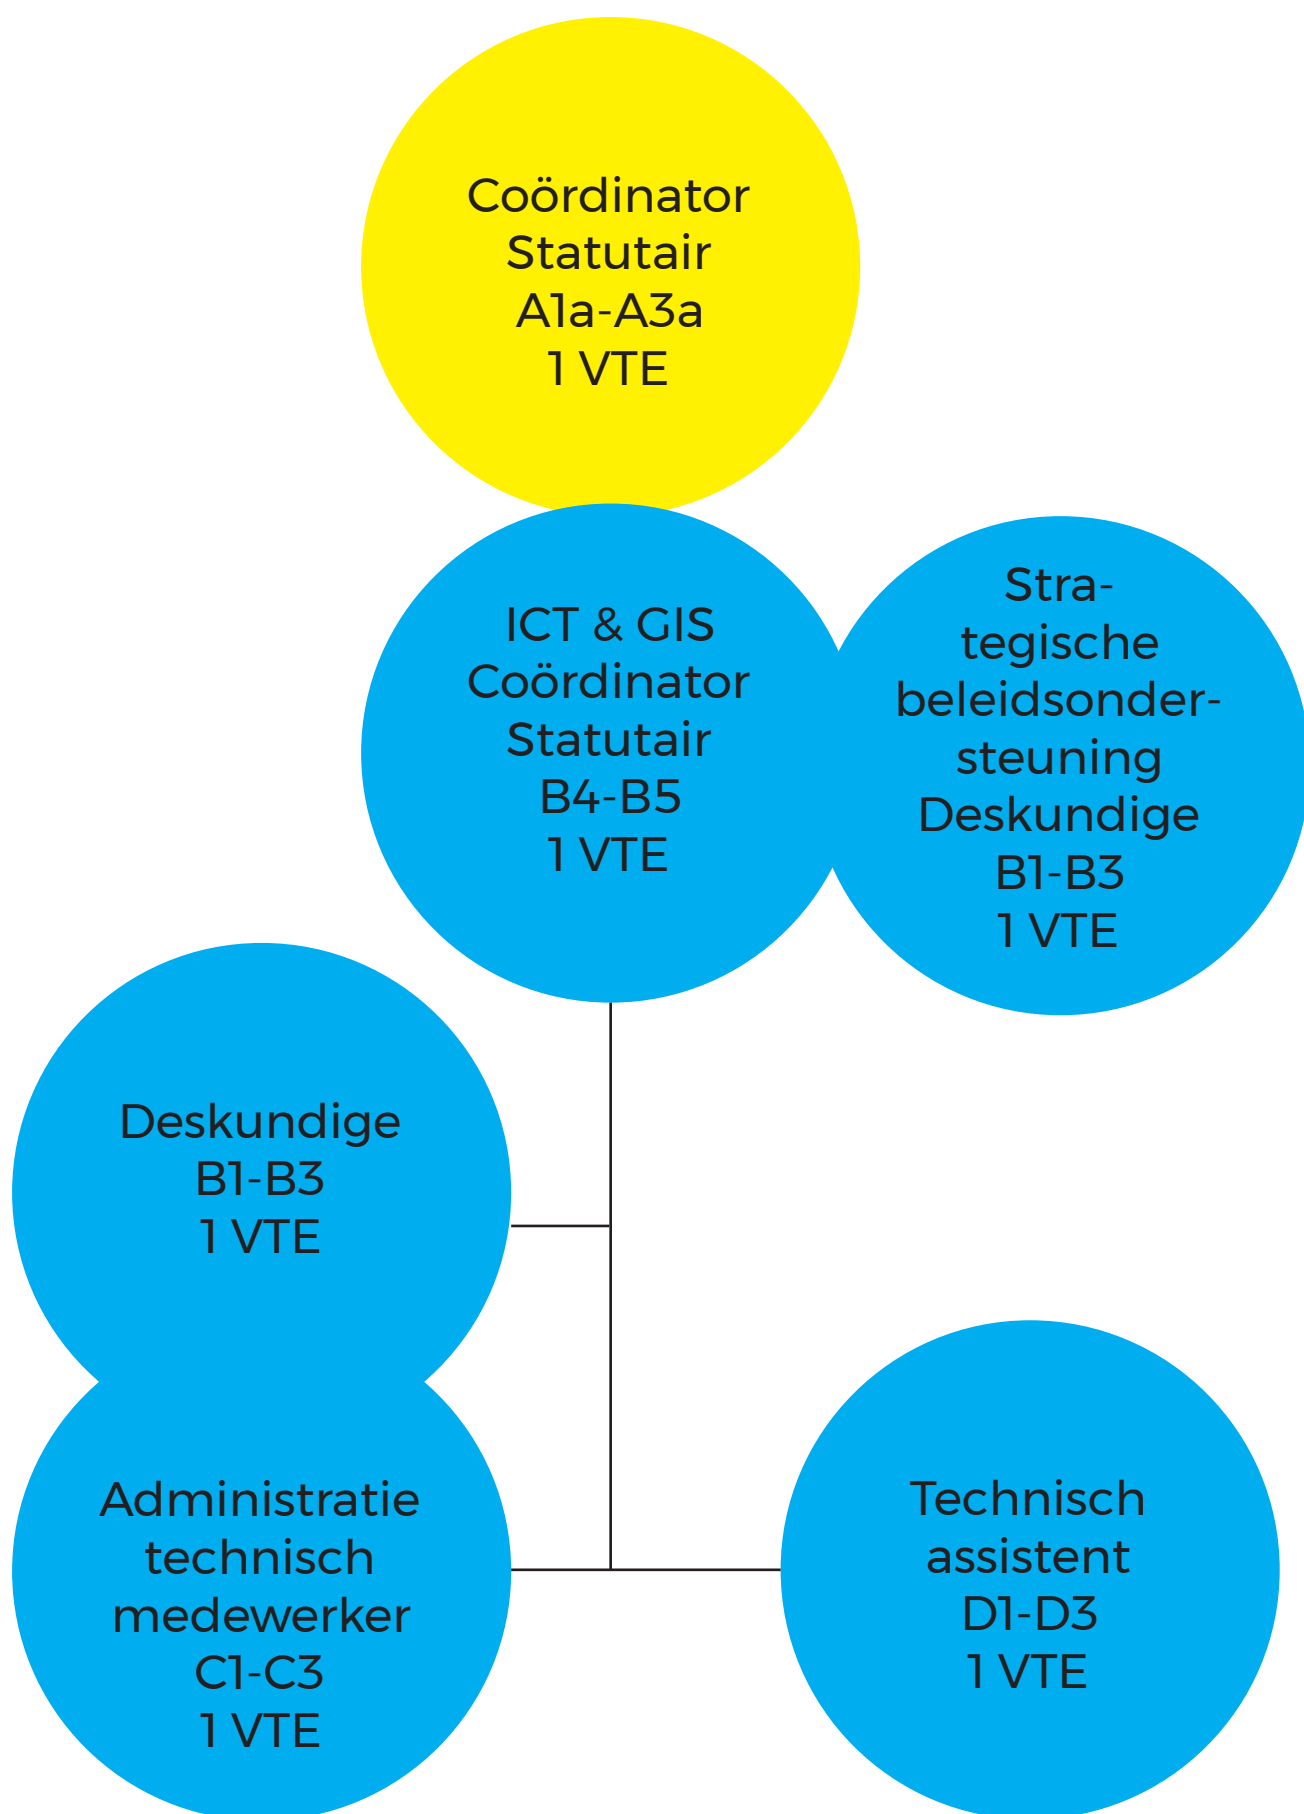 Coördinator
Statutair
A1a-A3a
1 VTE
ICT & GIS
Coördinator
Statutair
B4-B5
1 VTE
Stra-
tegische
beleidsonder-
steuning
Deskundige
B1-B3
1 VTE
Deskundige
B1-B3
1 VTE
Administratie
technisch
medewerker
C1-C3
1 VTE
Technisch
assistent
D1-D3
1 VTE